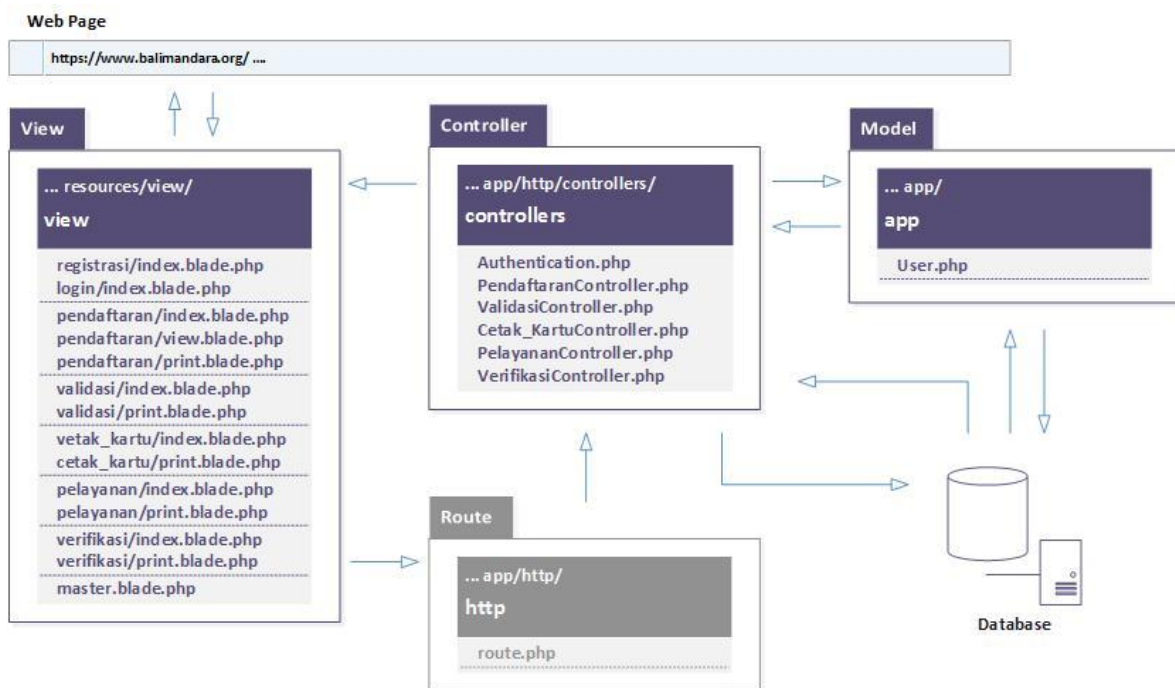 Web Page
https://www.balimandara.org/ ....
View
... resources/view/
view
registrasi/index.blade.php
login/index.blade.php
pendaftaran/index.blade.php
pendaftaran/view.blade.php
pendaftaran/print.blade.php
validasi/index.blade.php
validasi/print.blade.php
vetak_kartu/index.blade.php
cetak_kartu/print.blade.php
pelayanan/index.blade.php
pelayanan/print.blade.php
verifikasi/index.blade.php
verifikasi/print.blade.php
master.blade.php
Controller
... app/http/controllers/
controllers
Authentication.php
PendaftaranController.php
ValidasiController.php
Cetak_KartuController.php
PelayananController.php
VerifikasiController.php
Model
... app/
app
User.php
Route
... app/http/
http
route.php
Database